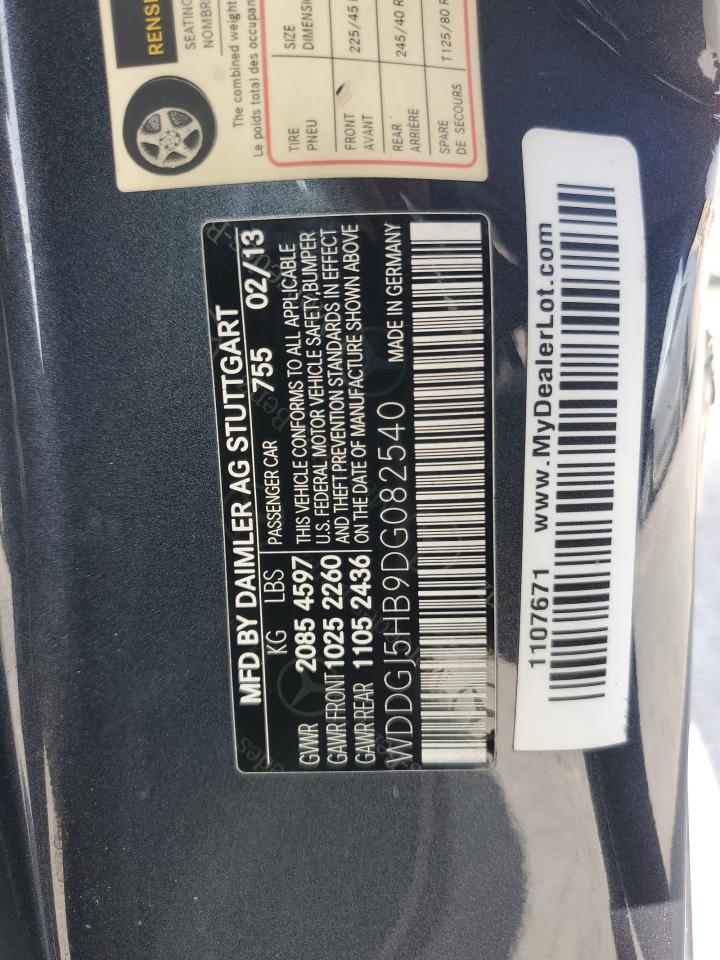 RENSE
SEATING
NOMBRE
The combined weight
Le poids total des occupan
TIRE
PNEU
SIZE
DIMENSI
FRONT
AVANT
225/45
REAR
ARRIÈRE
245/40 R
SPARE
DE SECOURS
T125/80 R
MFD BY DAIMLER AG STUTTGART
KG LBS PASSENGER CAR 755 02/13
GVWR 2085 4597 THIS VEHICLE CONFORMS TO ALL APPLICABLE
GAWR FRONT 1025 2260 U.S. FEDERAL MOTOR VEHICLE SAFETY,BUMPER
AND THEFT PREVENTION STANDARDS IN EFFECT
GAWR REAR 1105 2436 ON THE DATE OF MANUFACTURE SHOWN ABOVE
WDDGJ5HB9DG082540 MADE IN GERMANY
1107671 www.MyDealerLot.com